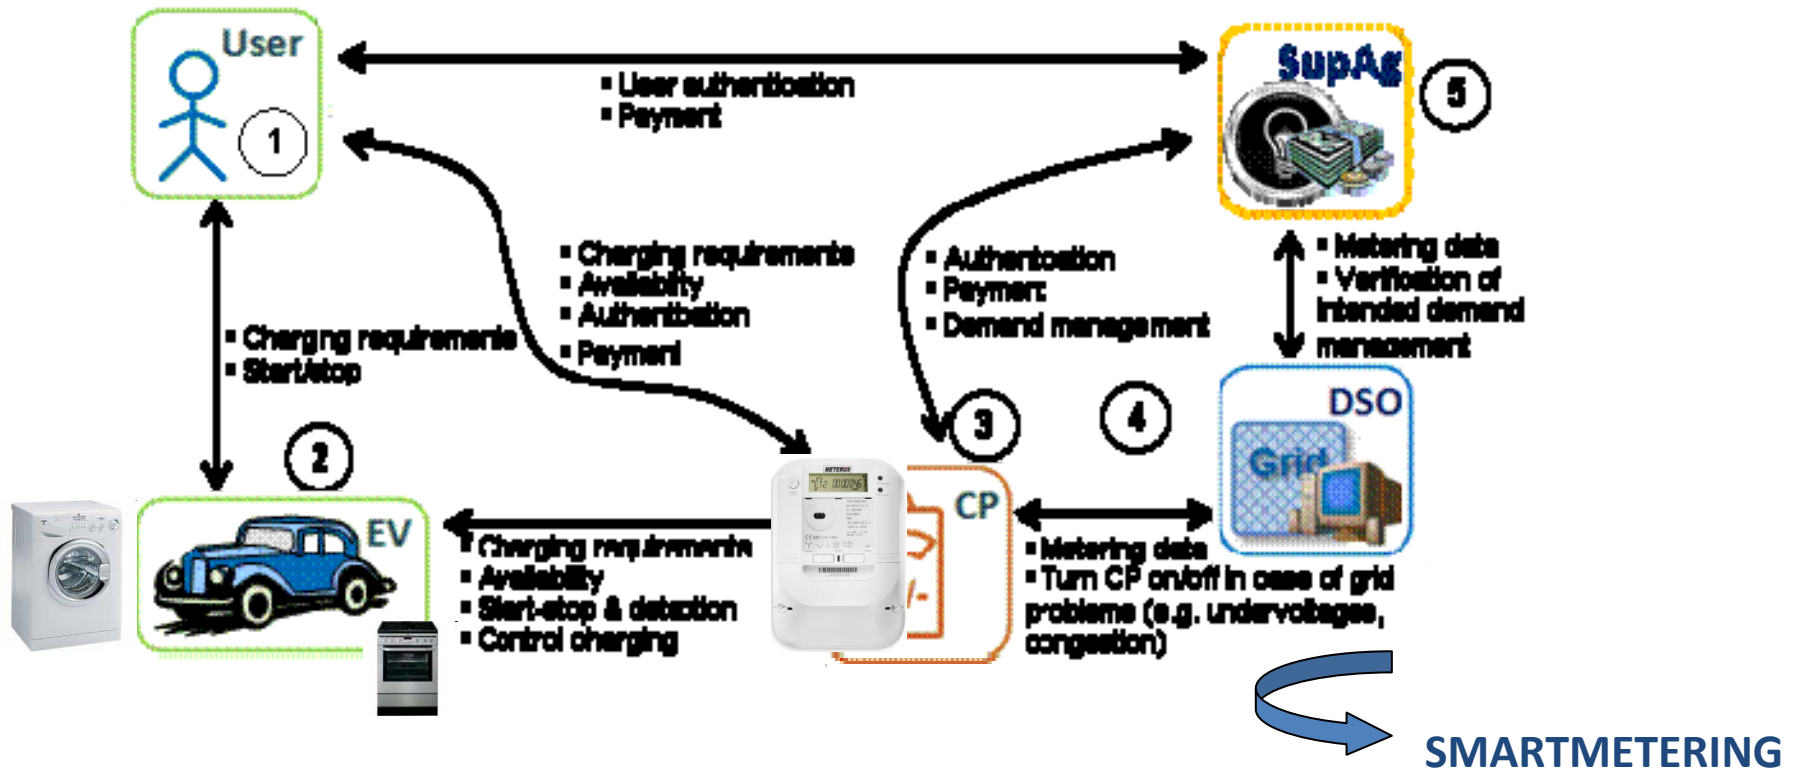 User
1
▪ User authentication
▪ Payment
SupAg
5
▪ Charging requirements
▪ Availability
▪ Authentication
▪ Payment
▪ Authentication
▪ Payment
▪ Demand management
▪ Metering data
▪ Verification of
intended demand
management
▪ Charging requirements
▪ Start/stop
2
3
4
DSO
Grid
EV
METERUS
CP
▪ Charging requirements
▪ Availability
▪ Start-stop & detection
▪ Control charging
▪ Metering data
▪ Turn CP on/off in case of grid
problems (e.g. undervoltages,
congestion)
SMARTMETERING